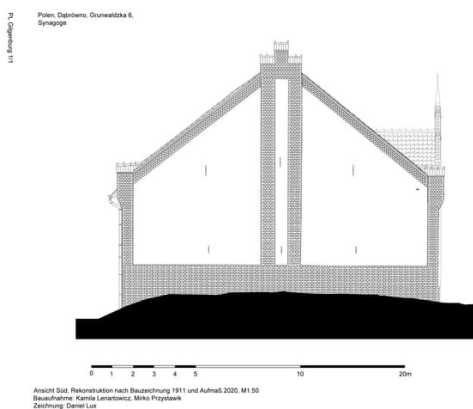 Polen, Dąbrówno, Grunwaldzka 6,
Synagoge
PL Gilgenburg 1/1
0 1 2 3 4 5 10 20m
Ansicht Süd, Rekonstruktion nach Bauzeichnung 1911 und Aufmaß 2020, M1:50
Bauaufnahme: Kamila Lenartowicz, Mirko Przystawik
Zeichnung: Daniel Lux